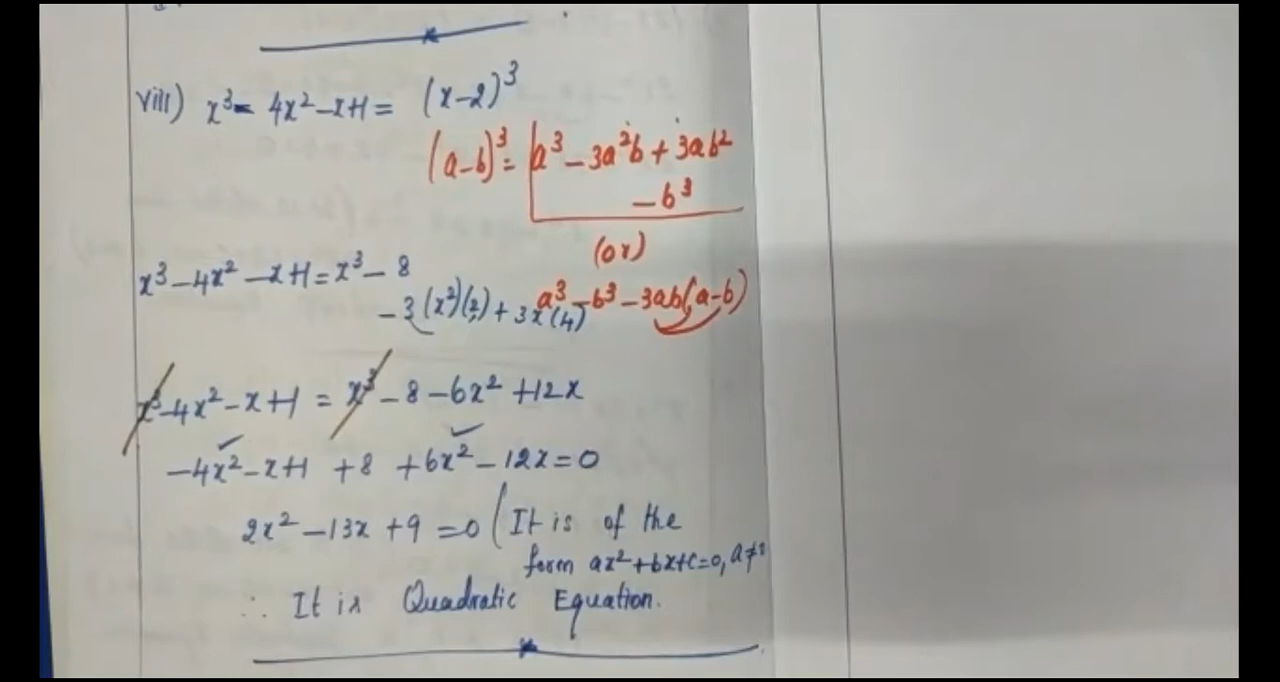 viii) x³ - 4x² - x + 1 = (x-2)³
(a-b)³ = a³ - 3a²b + 3ab²
- b³
(or)
a³ - b³ - 3ab(a-b)
x³ - 4x² - x + 1 = x³ - 8
- 3(x²)(2) + 3x(4)
x³ - 4x² - x + 1 = x³ - 8 - 6x² + 12x
- 4x² - x + 1 + 8 + 6x² - 12x = 0
2x² - 13x + 9 = 0 (It is of the
form ax² + bx + c = 0, a ≠
∴ It is Quadratic Equation.